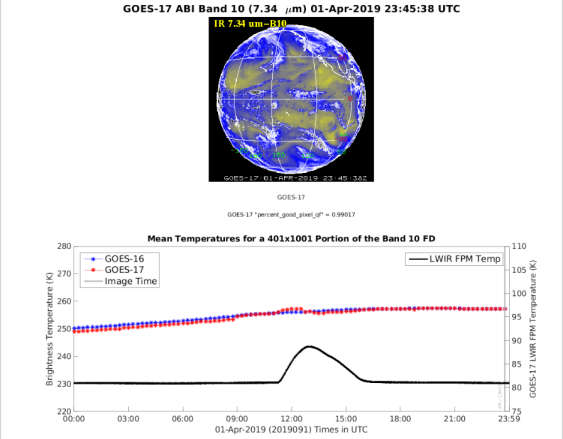 GOES-17 ABI Band 10 (7.34 μm) 01-Apr-2019 23:45:38 UTC
IR 7.34 um-B10
GOES-17 01-APR-2019 23:45:38Z
GOES-17
GOES-17 "percent_good_pixel_qf" = 0.99017
Mean Temperatures for a 401x1001 Portion of the Band 10 FD
GOES-16
GOES-17
Image Time
LWIR FPM Temp
Brightness Temperature (K)
280
270
260
250
240
230
220
110
105
100
95
90
85
80
75
GOES-17 LWIR FPM Temperature (K)
00:00 03:00 06:00 09:00 12:00 15:00 18:00 21:00 23:59
01-Apr-2019 (2019091) Times in UTC